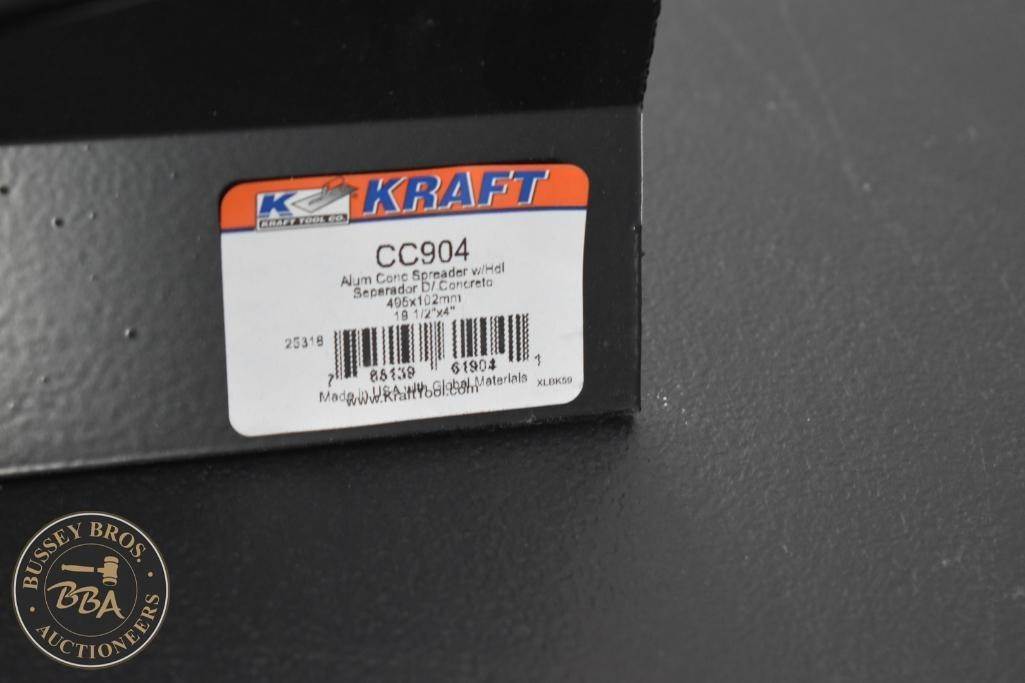 K KRAFT
KRAFT TOOL CO.
CC904
Alum Conc Spreader w/Hdl
Separador D/ Concreto
495x102mm
19 1/2"x4"
25318
7 85139 61904 1
Made in USA with Global Materials
XLBK59
www.KraftTool.com
BUSSEY BROS.
BBA
AUCTIONEERS